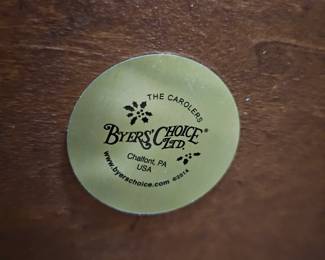 THE CAROLERS
BYERS' CHOICE®
LTD.
Chalfont, PA
USA
www.byerschoice.com ©2014